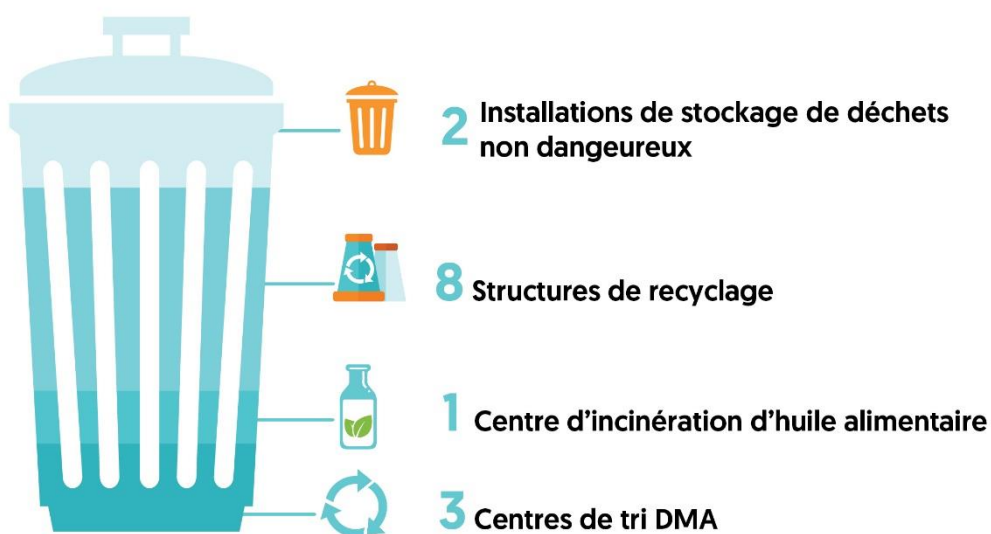 2 Installations de stockage de déchets
non dangeureux
8 Structures de recyclage
1 Centre d'incinération d'huile alimentaire
3 Centres de tri DMA